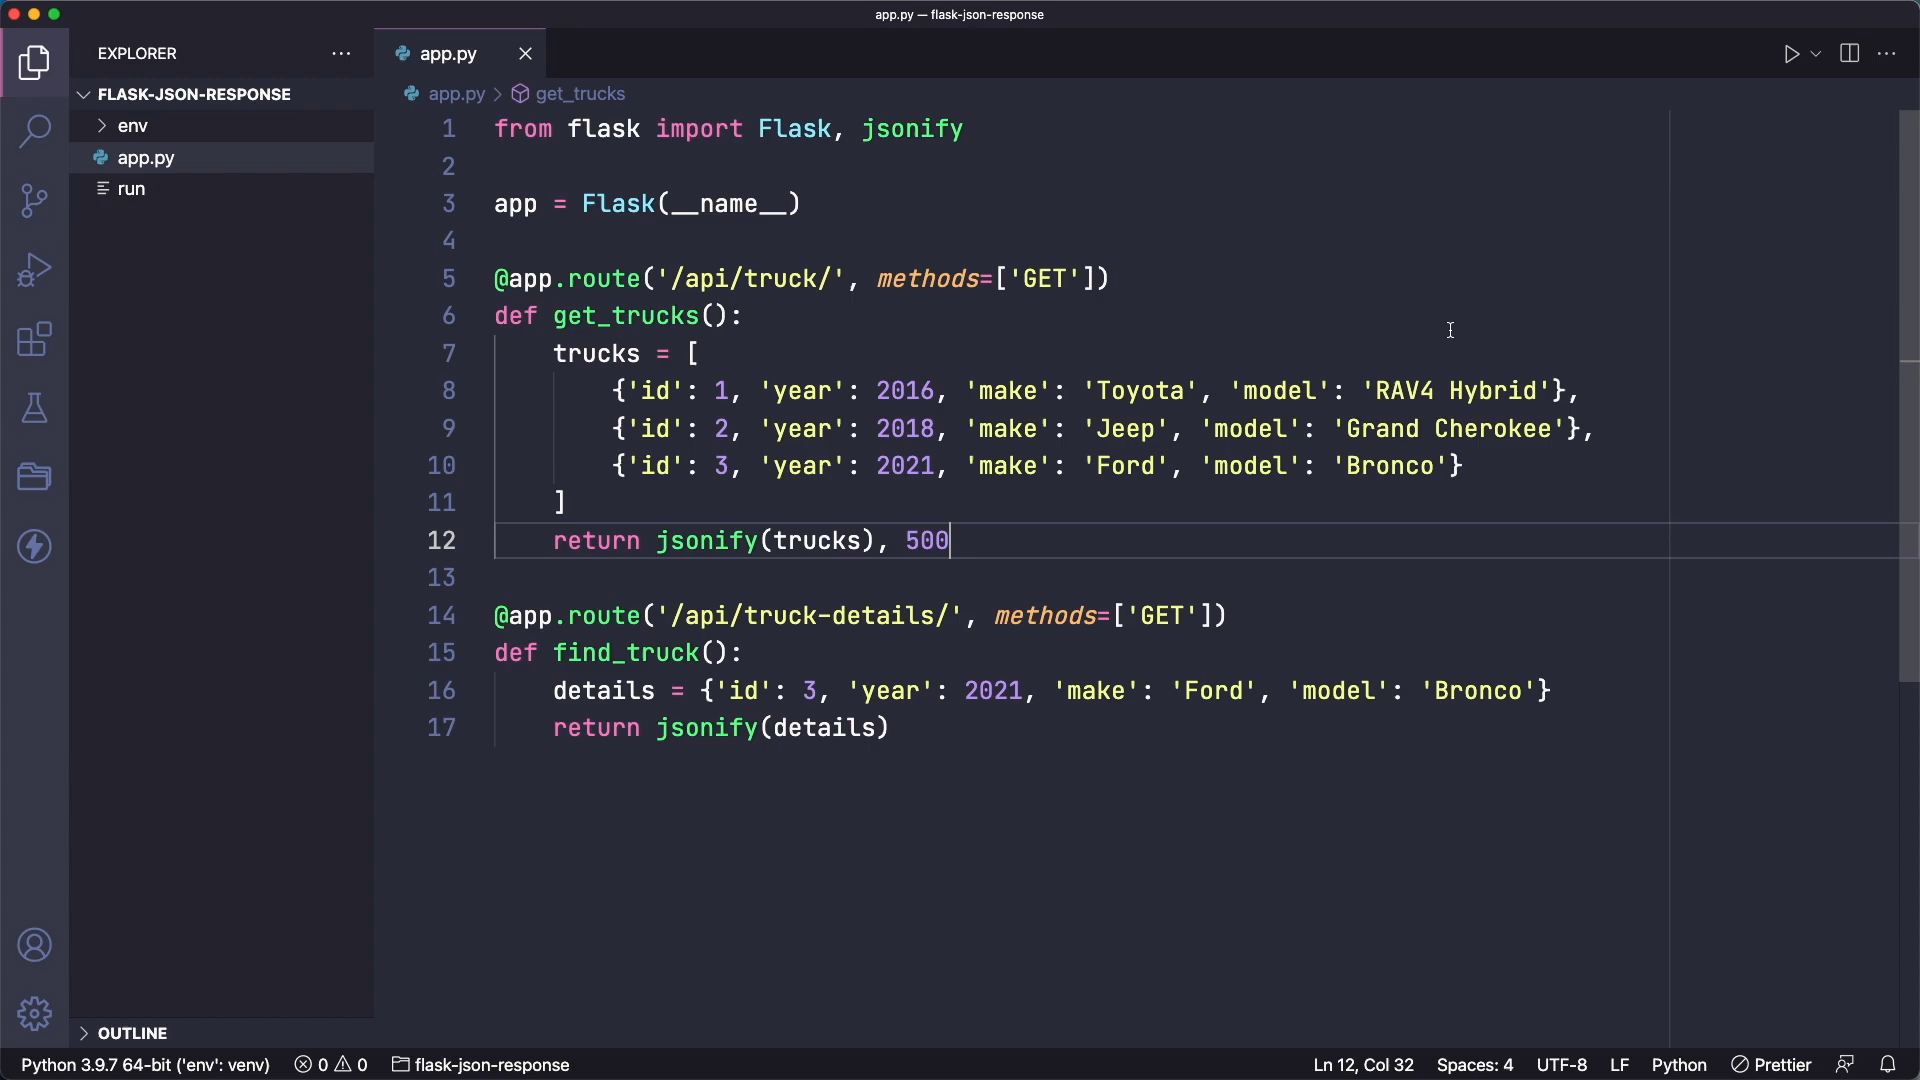 app.py — flask-json-response
EXPLORER
app.py
FLASK-JSON-RESPONSE
env
app.py
run
app.py > get_trucks
1 from flask import Flask, jsonify
2
3 app = Flask(__name__)
4
5 @app.route('/api/truck/', methods=['GET'])
6 def get_trucks():
7 trucks = [
8 {'id': 1, 'year': 2016, 'make': 'Toyota', 'model': 'RAV4 Hybrid'},
9 {'id': 2, 'year': 2018, 'make': 'Jeep', 'model': 'Grand Cherokee'},
10 {'id': 3, 'year': 2021, 'make': 'Ford', 'model': 'Bronco'}
11 ]
12 return jsonify(trucks), 500
13
14 @app.route('/api/truck-details/', methods=['GET'])
15 def find_truck():
16 details = {'id': 3, 'year': 2021, 'make': 'Ford', 'model': 'Bronco'}
17 return jsonify(details)
OUTLINE
Python 3.9.7 64-bit ('env': venv) 0 0 flask-json-response Ln 12, Col 32 Spaces: 4 UTF-8 LF Python Prettier